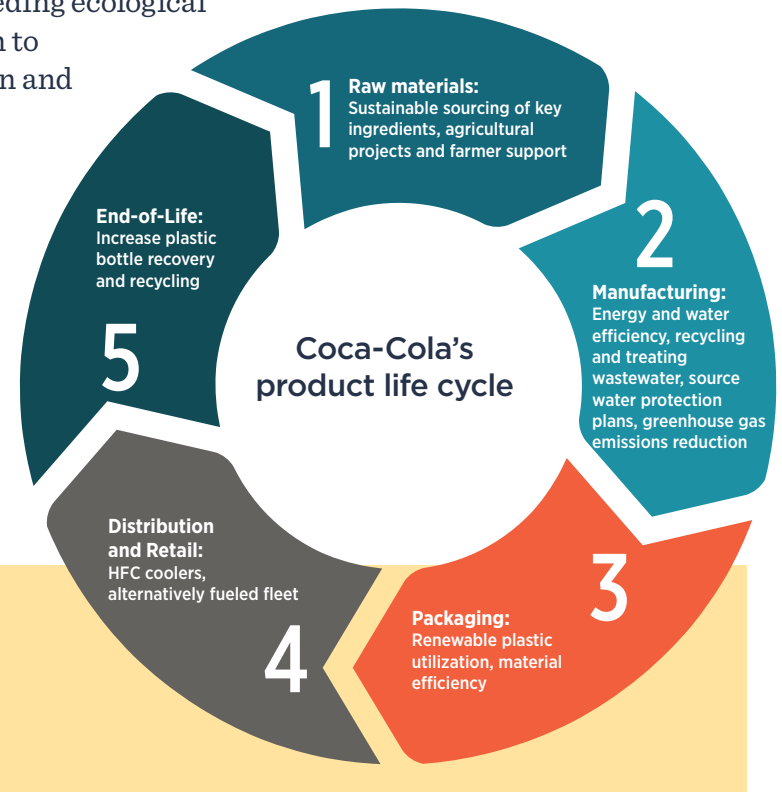 ecological
n to
n and
1
Raw materials:
Sustainable sourcing of key
ingredients, agricultural
projects and farmer support
2
Manufacturing:
Energy and water
efficiency, recycling
and treating
wastewater, source
water protection
plans, greenhouse gas
emissions reduction
3
Packaging:
Renewable plastic
utilization, material
efficiency
4
Distribution
and Retail:
HFC coolers,
alternatively fueled fleet
5
End-of-Life:
Increase plastic
bottle recovery
and recycling
Coca-Cola’s
product life cycle